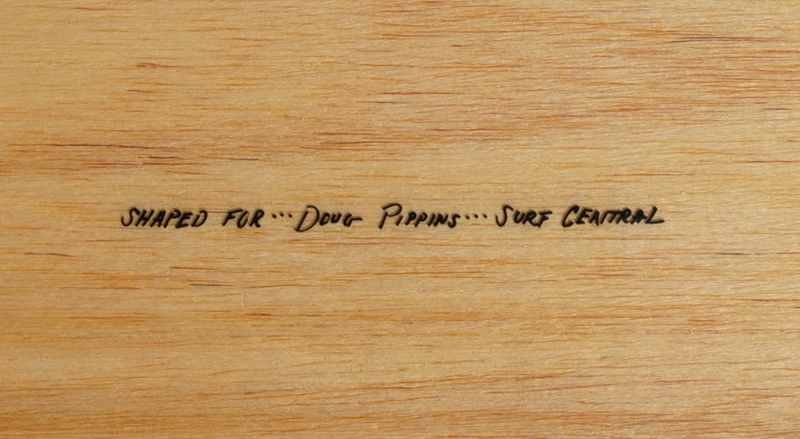 SHAPED FOR... DOUG PIPPINS... SURF CENTRAL